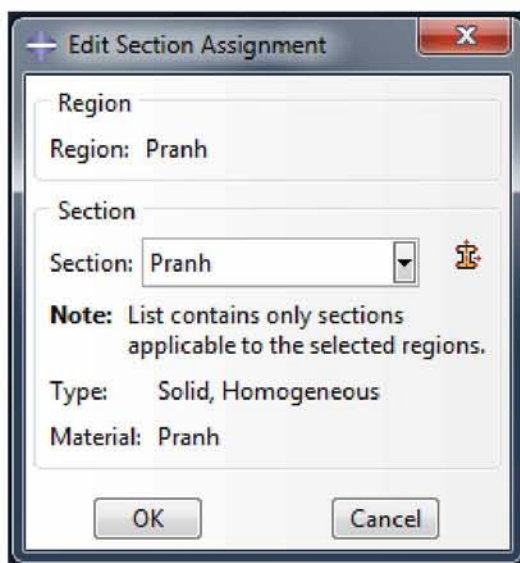 Edit Section Assignment
Region
Region: Pranh
Section
Section: Pranh
Note: List contains only sections
applicable to the selected regions.
Type: Solid, Homogeneous
Material: Pranh
OK Cancel